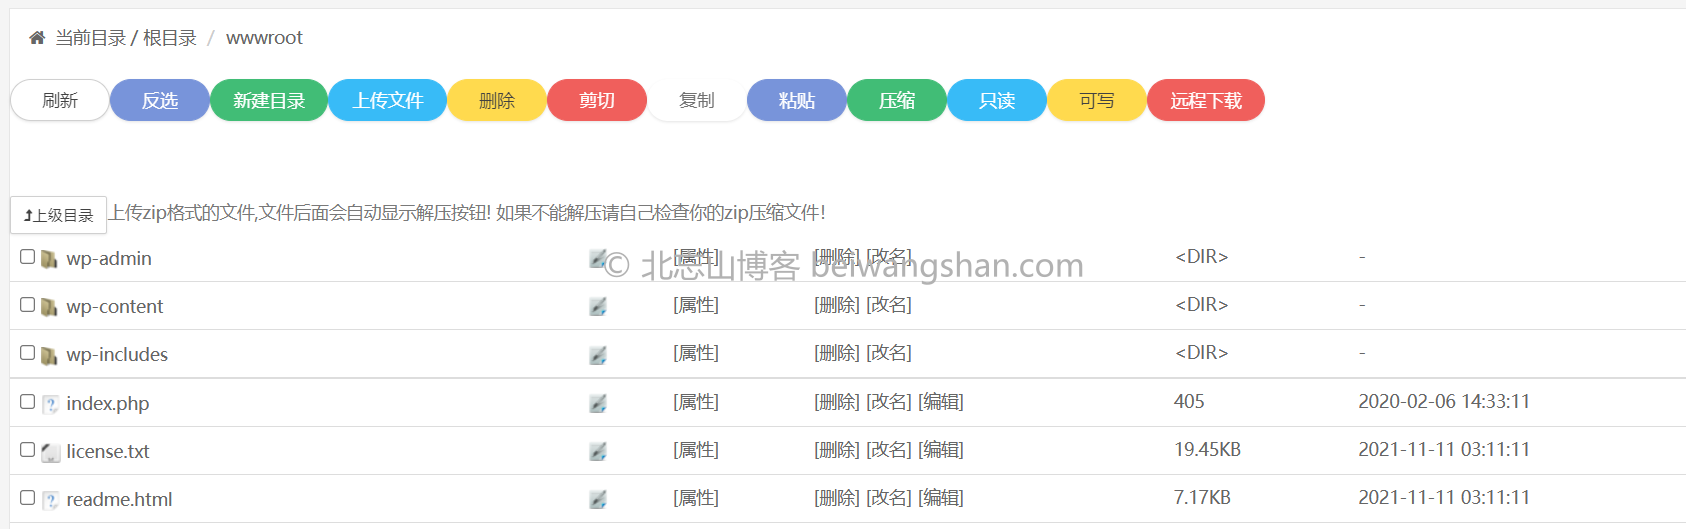 当前目录 / 根目录 / wwwroot
刷新 反选 新建目录 上传文件 删除 剪切 复制 粘贴 压缩 只读 可写 远程下载
上级目录 上传zip格式的文件,文件后面会自动显示解压按钮! 如果不能解压请自己检查你的zip压缩文件!
wp-admin [属性] [删除] [改名] <DIR> -
© 北忘山博客 beiwangshan.com
wp-content [属性] [删除] [改名] <DIR> -
wp-includes [属性] [删除] [改名] <DIR> -
index.php [属性] [删除] [改名] [编辑] 405 2020-02-06 14:33:11
license.txt [属性] [删除] [改名] [编辑] 19.45KB 2021-11-11 03:11:11
readme.html [属性] [删除] [改名] [编辑] 7.17KB 2021-11-11 03:11:11